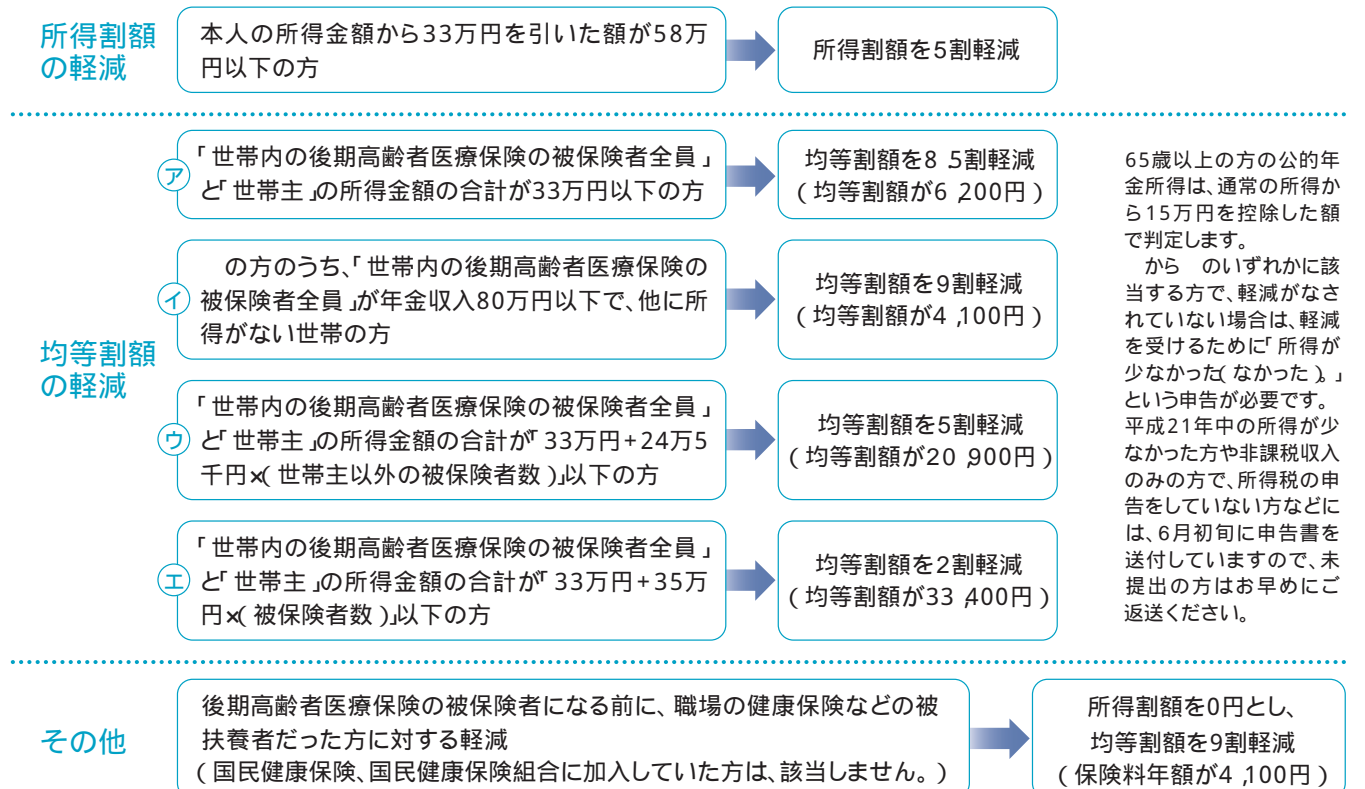 所得割額
の軽減
本人の所得金額から33万円を引いた額が58万
円以下の方
所得割額を5割軽減
均等割額
の軽減
ア
「世帯内の後期高齢者医療保険の被保険者全員」
と「世帯主」の所得金額の合計が33万円以下の方
均等割額を8 5割軽減
(均等割額が6,200円)
イ
の方のうち、「世帯内の後期高齢者医療保険の
被保険者全員」が年金収入80万円以下で、他に所
得がない世帯の方
均等割額を9割軽減
(均等割額が4,100円)
ウ
「世帯内の後期高齢者医療保険の被保険者全員」
と「世帯主」の所得金額の合計が「33万円+24万5
千円×(世帯主以外の被保険者数)」以下の方
均等割額を5割軽減
(均等割額が20,900円)
エ
「世帯内の後期高齢者医療保険の被保険者全員」
と「世帯主」の所得金額の合計が「33万円+35万
円×(被保険者数)」以下の方
均等割額を2割軽減
(均等割額が33,400円)
65歳以上の方の公的年
金所得は、通常の所得か
ら15万円を控除した額
で判定します。
から のいずれかに該
当する方で、軽減がなさ
れていない場合は、軽減
を受けるために「所得が
少なかった(なかった)。」
という申告が必要です。
平成21年中の所得が少
なかった方や非課税収入
のみの方で、所得税の申
告をしていない方などに
は、6月初旬に申告書を
送付していますので、未
提出の方はお早めにご
返送ください。
その他
後期高齢者医療保険の被保険者になる前に、職場の健康保険などの被
扶養者だった方に対する軽減
(国民健康保険、国民健康保険組合に加入していた方は、該当しません。)
所得割額を0円とし、
均等割額を9割軽減
(保険料年額が4,100円)